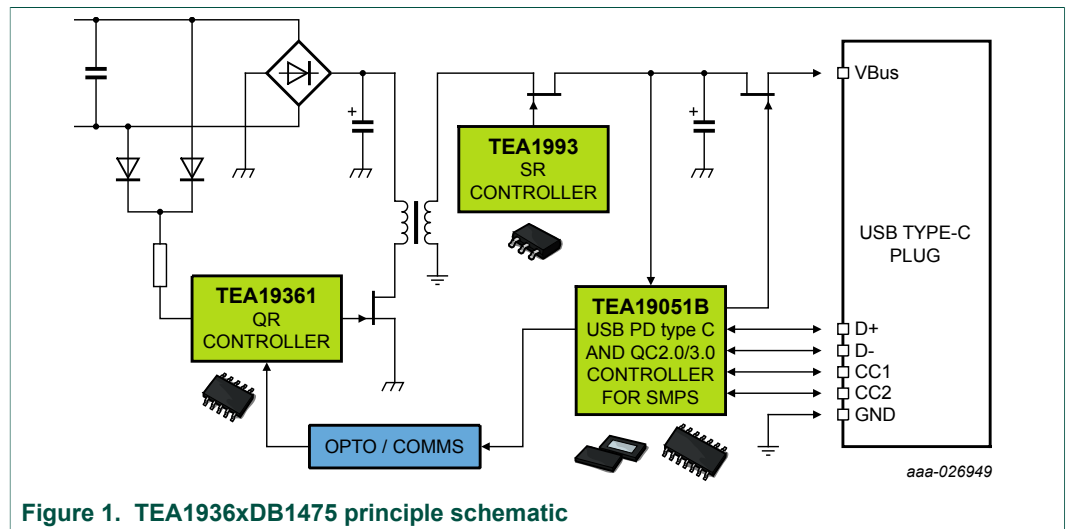 +
+
TEA1993
SR
CONTROLLER
VBus
USB TYPE-C
PLUG
TEA19361
QR
CONTROLLER
TEA19051B
USB PD type C
AND QC2.0/3.0
CONTROLLER
FOR SMPS
D+
D-
CC1
CC2
GND
OPTO / COMMS
aaa-026949
Figure 1. TEA1936xDB1475 principle schematic